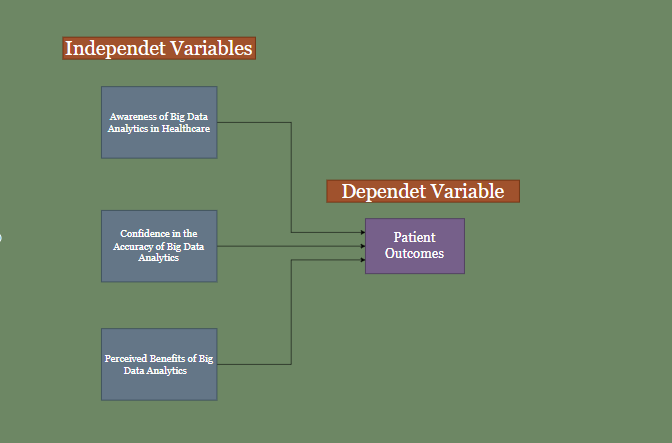 Independet Variables
Awareness of Big Data
Analytics in Healthcare
Dependet Variable
Confidence in the
Accuracy of Big Data
Analytics
Patient
Outcomes
Perceived Benefits of Big
Data Analytics